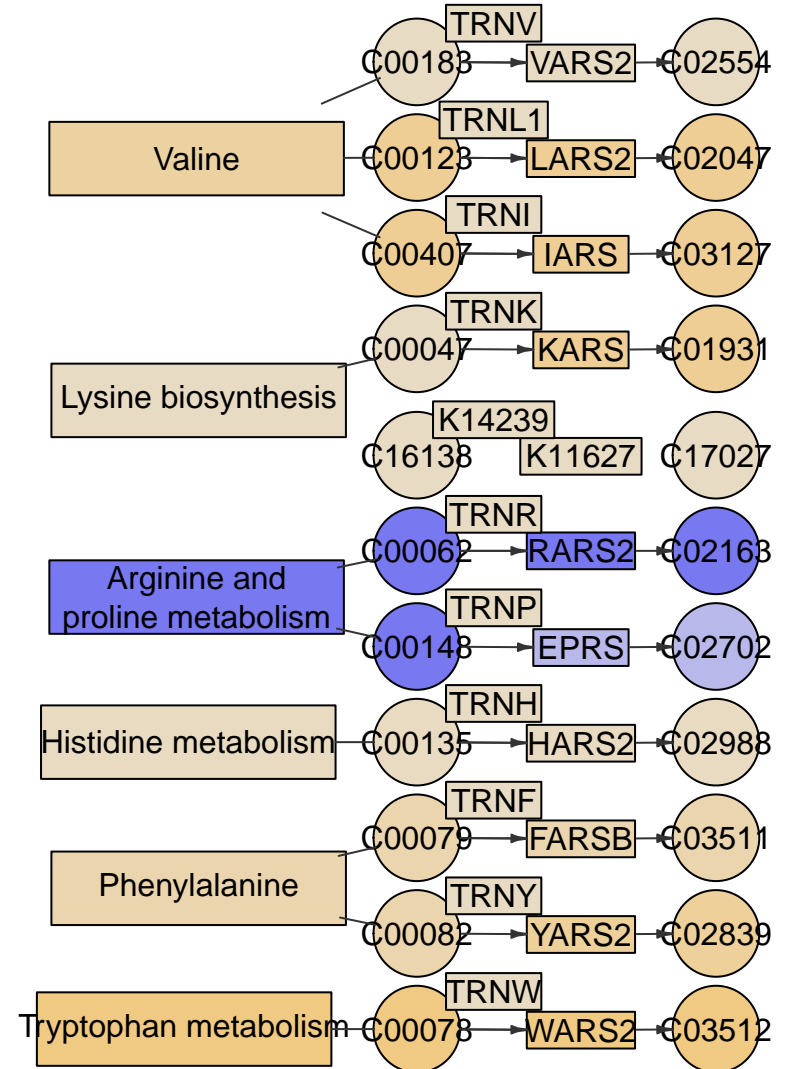 TRNV
C00183
VARS2
C02554
Valine
TRNL1
C00123
LARS2
C02047
TRNI
C00407
IARS
C03127
TRNK
C00047
KARS
C01931
Lysine biosynthesis
K14239
C16138
K11627
C17027
TRNR
C00062
RARS2
C02163
Arginine and
proline metabolism
TRNP
C00148
EPRS
C02702
TRNH
Histidine metabolism
C00135
HARS2
C02988
TRNF
C00079
FARSB
C03511
Phenylalanine
TRNY
C00082
YARS2
C02839
TRNW
Tryptophan metabolism
C00078
WARS2
C03512